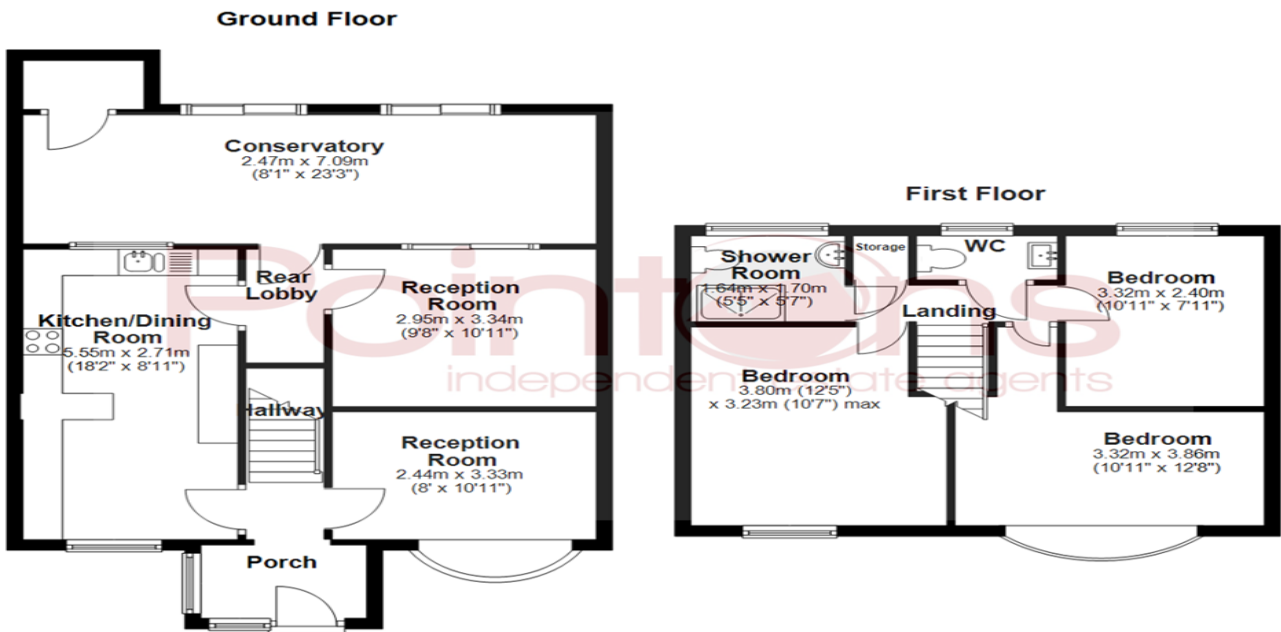 Ground Floor
Conservatory
2.47m x 7.09m
(8'1" x 23'3")
Rear
Lobby
Reception
Room
2.95m x 3.34m
(9'8" x 10'11")
Kitchen/Dining
Room
5.55m x 2.71m
(18'2" x 8'11")
Hallway
Reception
Room
2.44m x 3.33m
(8' x 10'11")
Porch
First Floor
Shower
Room
1.64m x 1.70m
(5'5" x 5'7")
Storage
WC
Landing
Bedroom
3.32m x 2.40m
(10'11" x 7'11")
Bedroom
3.80m (12'5")
x 3.23m (10'7") max
Bedroom
3.32m x 3.86m
(10'11" x 12'8")
Pointons
independent estate agents